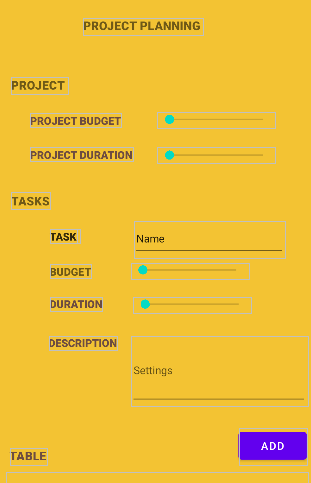 PROJECT PLANNING
PROJECT
PROJECT BUDGET
PROJECT DURATION
TASKS
TASK
Name
BUDGET
DURATION
DESCRIPTION
Settings
ADD
TABLE